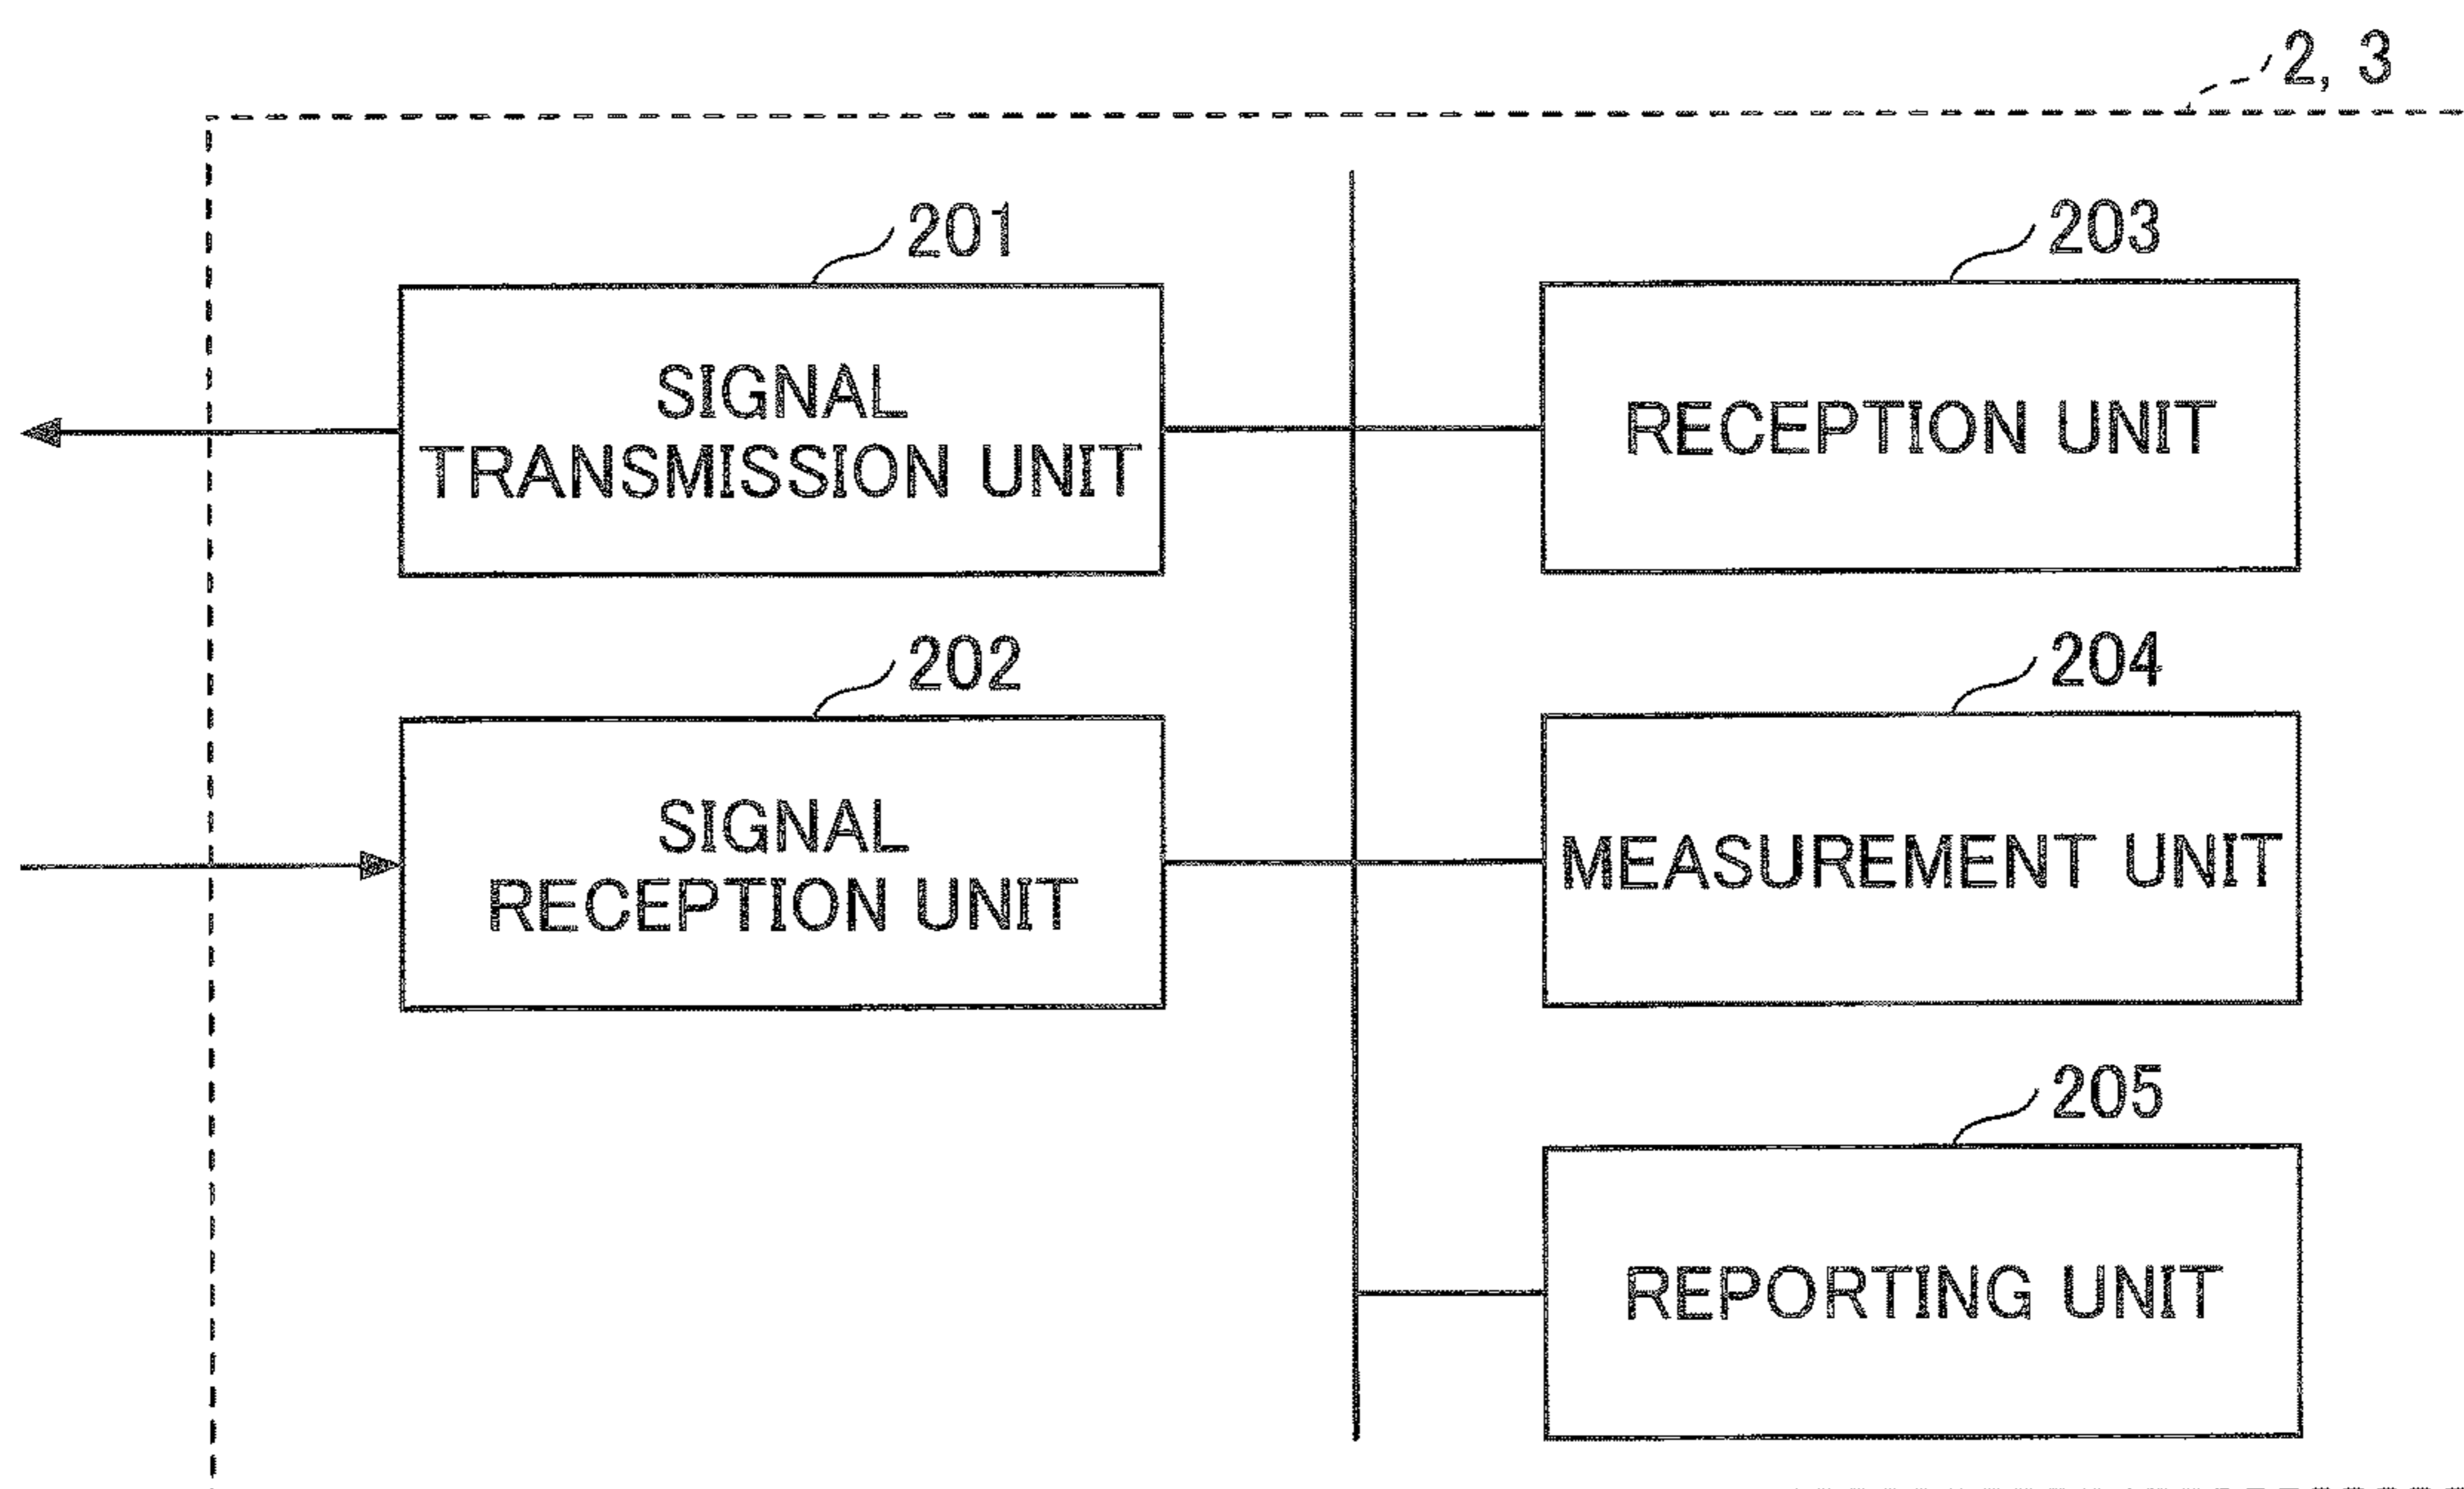 2, 3
201
SIGNAL
TRANSMISSION UNIT
203
RECEPTION UNIT
202
SIGNAL
RECEPTION UNIT
204
MEASUREMENT UNIT
205
REPORTING UNIT